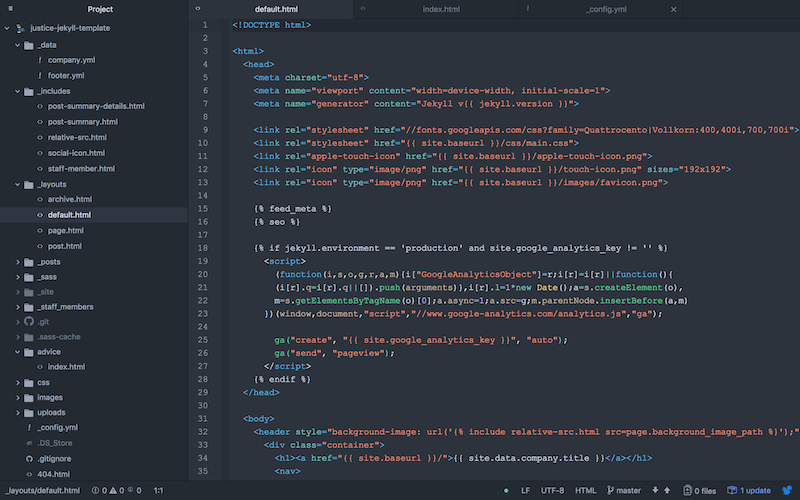 Project
justice-jekyll-template
_data
company.yml
footer.yml
_includes
post-summary-details.html
post-summary.html
relative-src.html
social-icon.html
staff-member.html
_layouts
archive.html
default.html
page.html
post.html
_posts
_sass
_site
_staff_members
.git
.sass-cache
advice
index.html
css
images
uploads
_config.yml
.DS_Store
.gitignore
404.html
default.html
index.html
_config.yml
1 <!DOCTYPE html>
2
3 <html>
4 <head>
5 <meta charset="utf-8">
6 <meta name="viewport" content="width=device-width, initial-scale=1">
7 <meta name="generator" content="Jekyll v{{ jekyll.version }}">
8
9 <link rel="stylesheet" href="//fonts.googleapis.com/css?family=Quattrocento|Vollkorn:400,400i,700,700i">
10 <link rel="stylesheet" href="{{ site.baseurl }}/css/main.css">
11 <link rel="apple-touch-icon" href="{{ site.baseurl }}/apple-touch-icon.png">
12 <link rel="icon" type="image/png" href="{{ site.baseurl }}/touch-icon.png" sizes="192x192">
13 <link rel="icon" type="image/png" href="{{ site.baseurl }}/images/favicon.png">
14
15 {% feed_meta %}
16 {% seo %}
17
18 {% if jekyll.environment == 'production' and site.google_analytics_key != '' %}
19 <script>
20 (function(i,s,o,g,r,a,m){i["GoogleAnalyticsObject"]=r;i[r]=i[r]||function(){
21 (i[r].q=i[r].q||[]).push(arguments)},i[r].l=1*new Date();a=s.createElement(o),
22 m=s.getElementsByTagName(o)[0];a.async=1;a.src=g;m.parentNode.insertBefore(a,m)
23 })(window,document,"script","//www.google-analytics.com/analytics.js","ga");
24
25 ga("create", "{{ site.google_analytics_key }}", "auto");
26 ga("send", "pageview");
27 </script>
28 {% endif %}
29 </head>
30
31 <body>
32 <header style="background-image: url('{% include relative-src.html src=page.background_image_path %}');"
33 <div class="container">
34 <h1><a href="{{ site.baseurl }}/">{{ site.data.company.title }}</a></h1>
35 <nav>
_layouts/default.html 0 0 0 1:1 LF UTF-8 HTML master 0 files 1 update